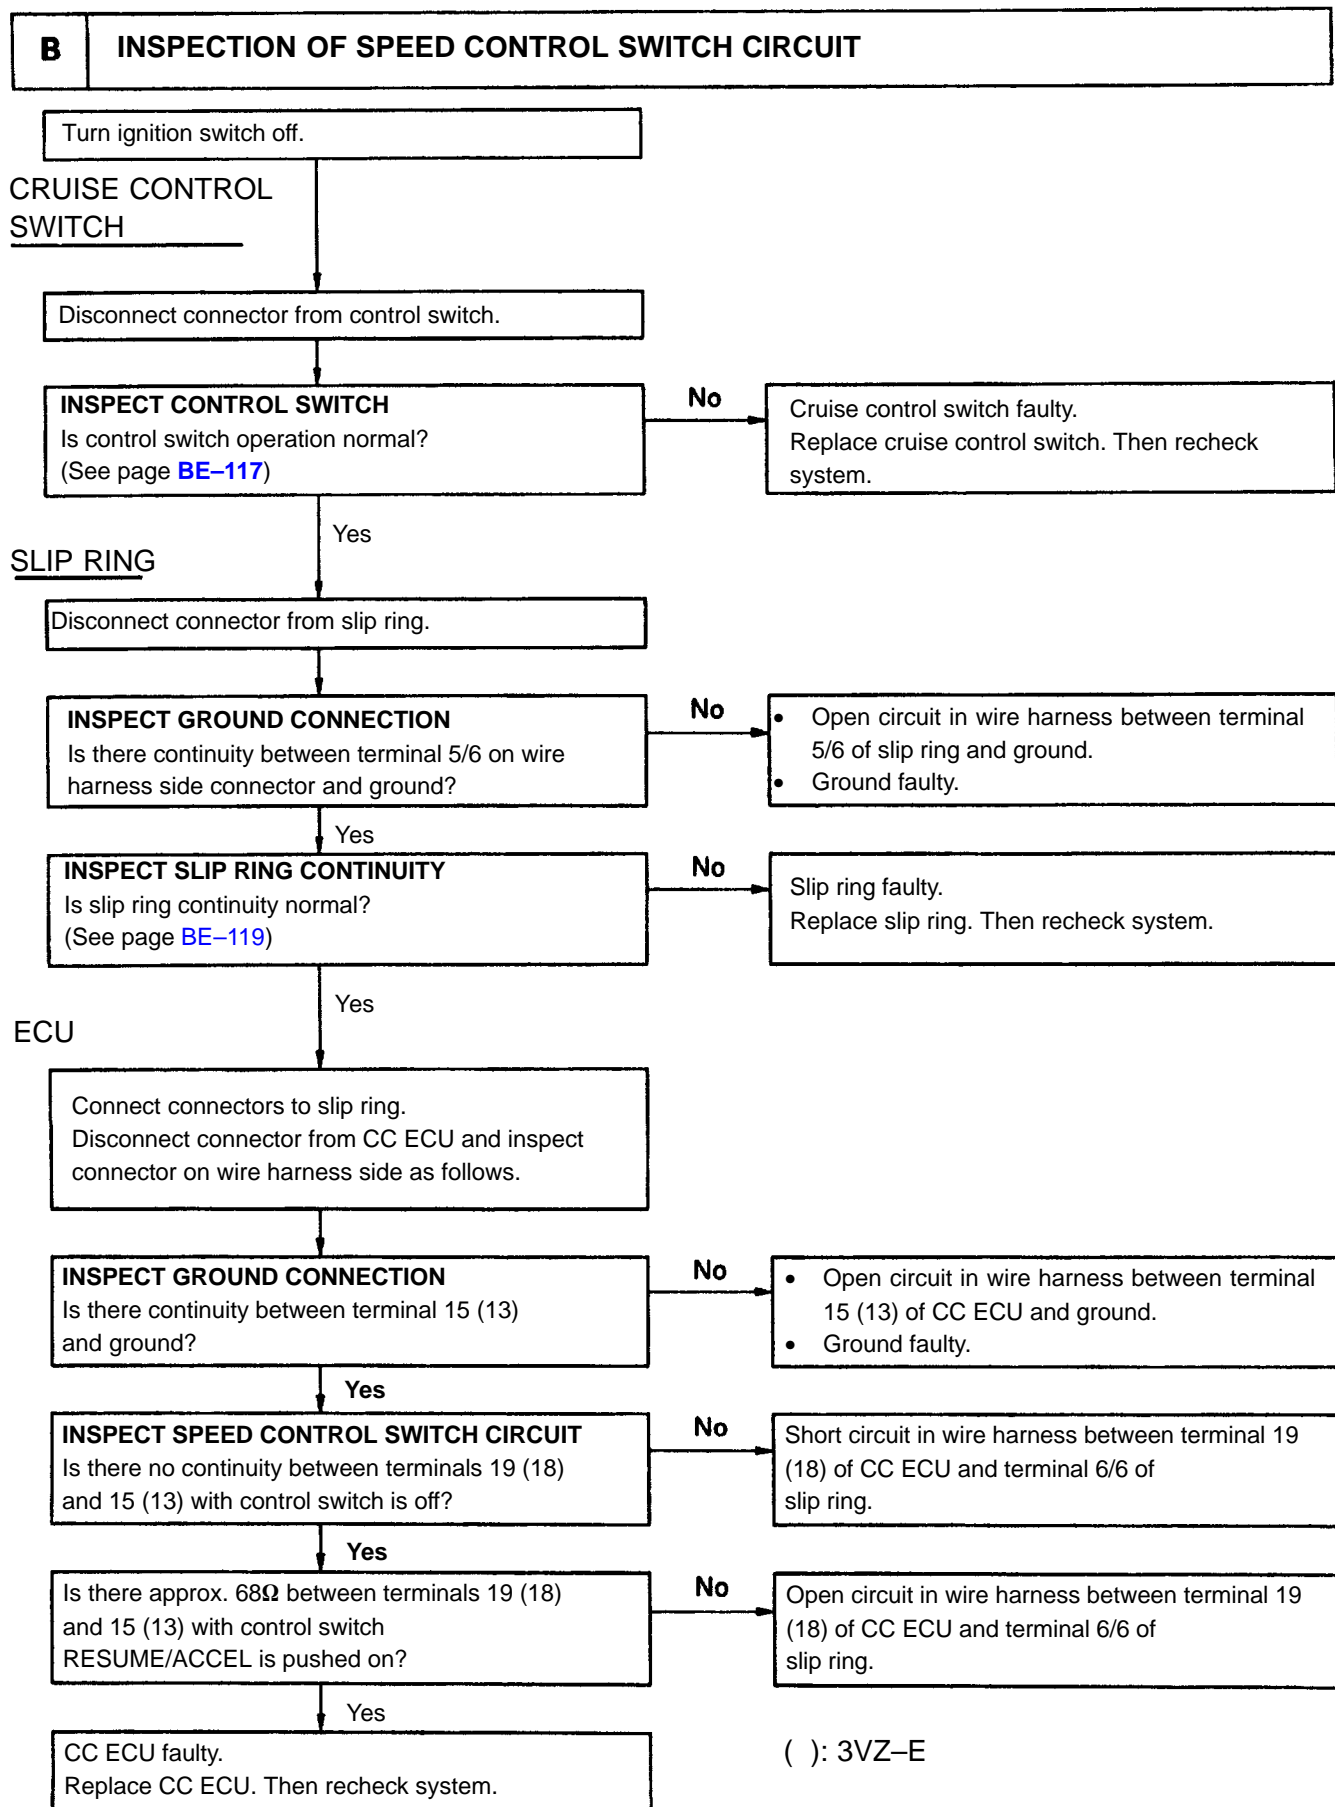 B
INSPECTION OF SPEED CONTROL SWITCH CIRCUIT
Turn ignition switch off.
CRUISE CONTROL
SWITCH
Disconnect connector from control switch.
INSPECT CONTROL SWITCH
Is control switch operation normal?
(See page BE–117)
No
Cruise control switch faulty.
Replace cruise control switch. Then recheck
system.
Yes
SLIP RING
Disconnect connector from slip ring.
INSPECT GROUND CONNECTION
Is there continuity between terminal 5/6 on wire
harness side connector and ground?
No
• Open circuit in wire harness between terminal
5/6 of slip ring and ground.
• Ground faulty.
Yes
INSPECT SLIP RING CONTINUITY
Is slip ring continuity normal?
(See page BE–119)
No
Slip ring faulty.
Replace slip ring. Then recheck system.
Yes
ECU
Connect connectors to slip ring.
Disconnect connector from CC ECU and inspect
connector on wire harness side as follows.
INSPECT GROUND CONNECTION
Is there continuity between terminal 15 (13)
and ground?
No
• Open circuit in wire harness between terminal
15 (13) of CC ECU and ground.
• Ground faulty.
Yes
INSPECT SPEED CONTROL SWITCH CIRCUIT
Is there no continuity between terminals 19 (18)
and 15 (13) with control switch is off?
No
Short circuit in wire harness between terminal 19
(18) of CC ECU and terminal 6/6 of
slip ring.
Yes
Is there approx. 68Ω between terminals 19 (18)
and 15 (13) with control switch
RESUME/ACCEL is pushed on?
No
Open circuit in wire harness between terminal 19
(18) of CC ECU and terminal 6/6 of
slip ring.
Yes
CC ECU faulty.
Replace CC ECU. Then recheck system.
( ): 3VZ–E